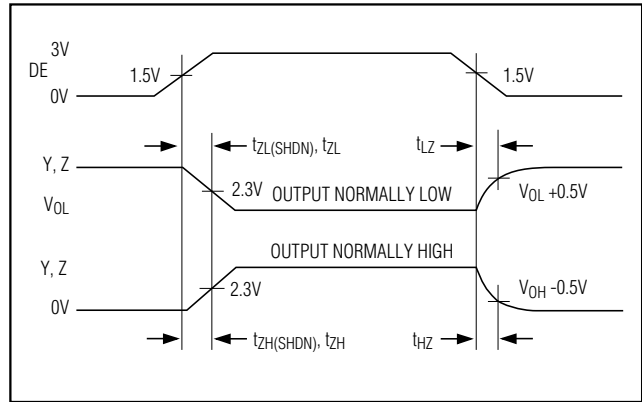 3V
DE
1.5V
1.5V
0V
tZL(SHDN), tZL
tLZ
Y, Z
2.3V
OUTPUT NORMALLY LOW
VOL +0.5V
VOL
OUTPUT NORMALLY HIGH
Y, Z
2.3V
VOH -0.5V
0V
tZH(SHDN), tZH
tHZ